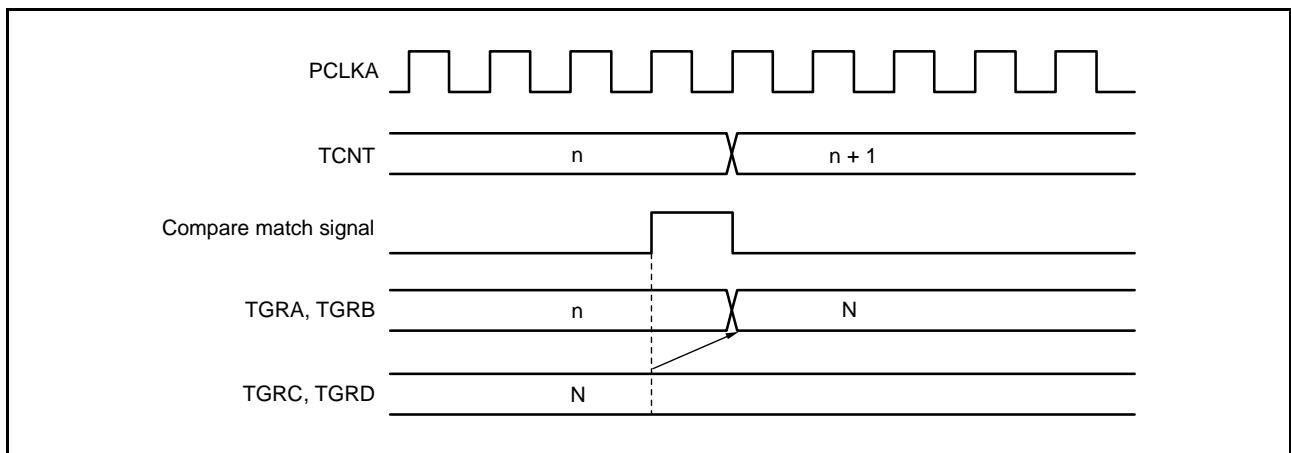 PCLKA
TCNT n n + 1
Compare match signal
TGRA, TGRB n N
TGRC, TGRD N